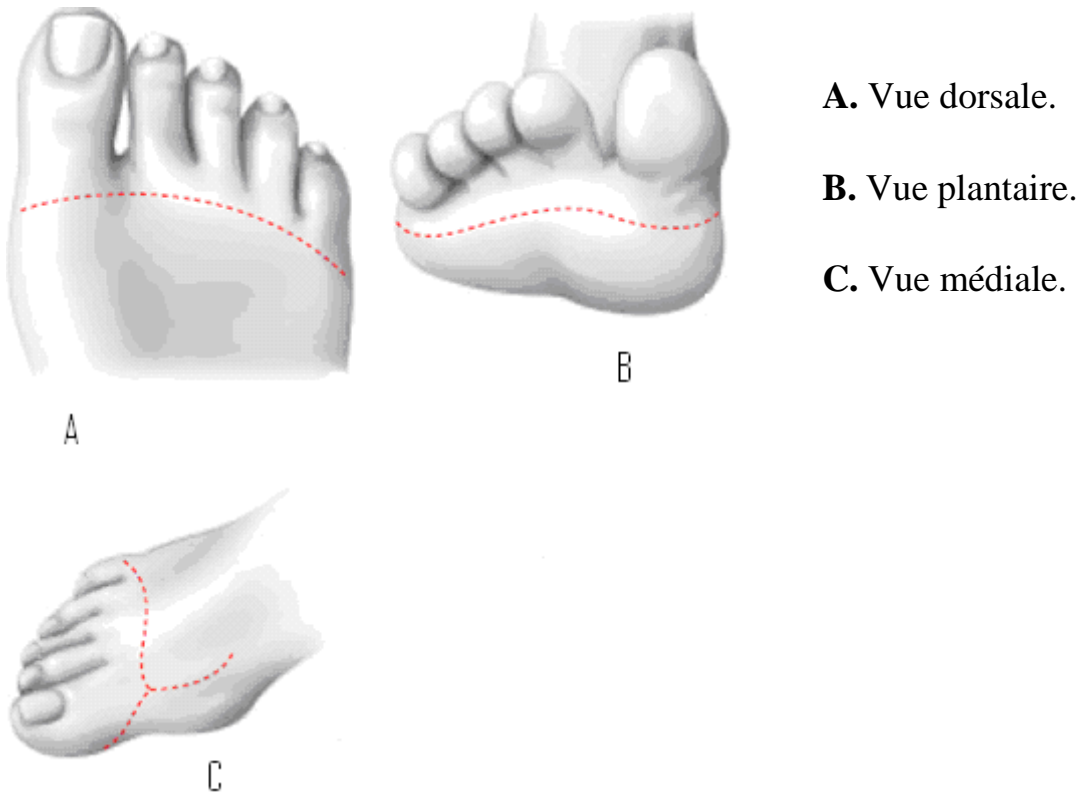 A. Vue dorsale.
B. Vue plantaire.
C. Vue médiale.
A
B
C